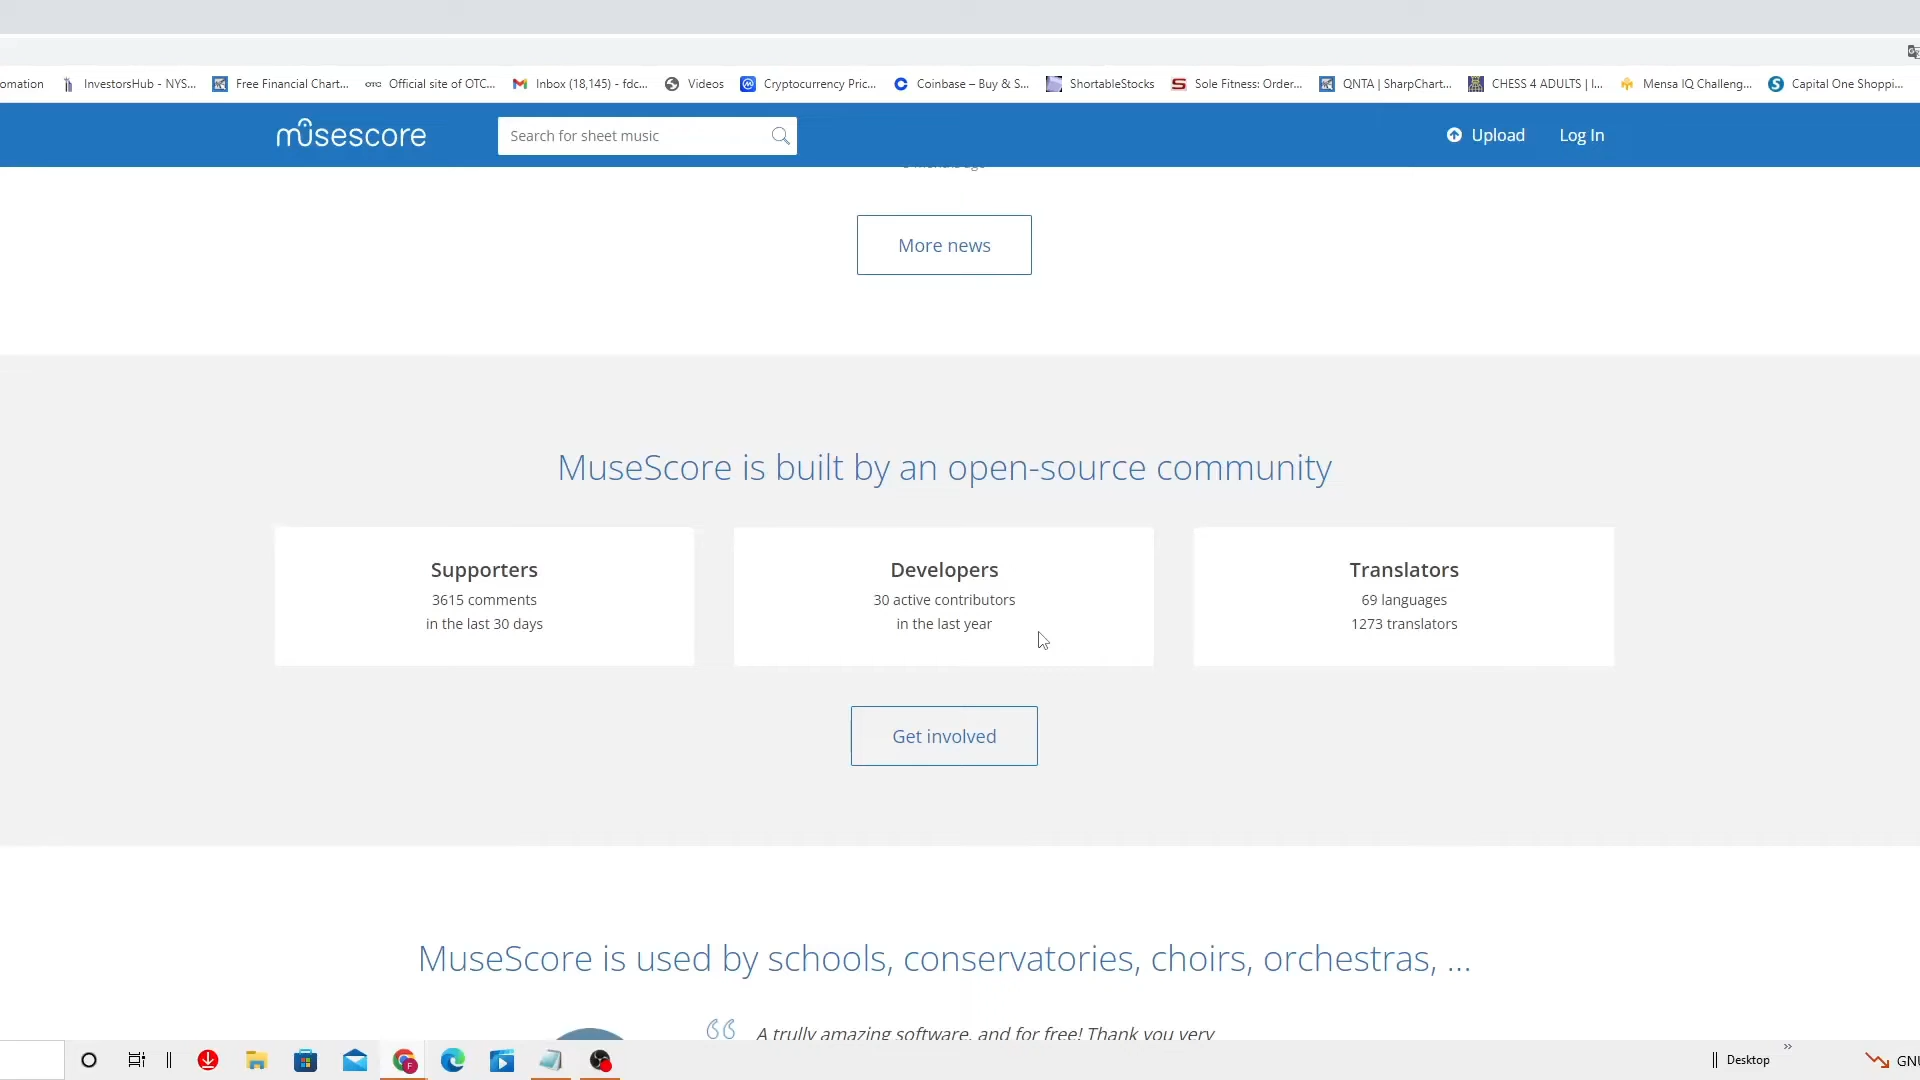 omation InvestorsHub - NYS... Free Financial Chart... OTC Official site of OTC... Inbox (18,145) - fdc... Videos Cryptocurrency Pric... Coinbase – Buy & S... ShortableStocks Sole Fitness: Order... QNTA | SharpChart... CHESS 4 ADULTS | I... Mensa IQ Challeng... Capital One Shoppi...
musescore Search for sheet music Upload Log In
More news
MuseScore is built by an open-source community
Supporters
3615 comments
in the last 30 days
Developers
30 active contributors
in the last year
Translators
69 languages
1273 translators
Get involved
MuseScore is used by schools, conservatories, choirs, orchestras, ...
“ A trully amazing software, and for free! Thank you very
Desktop » GNU